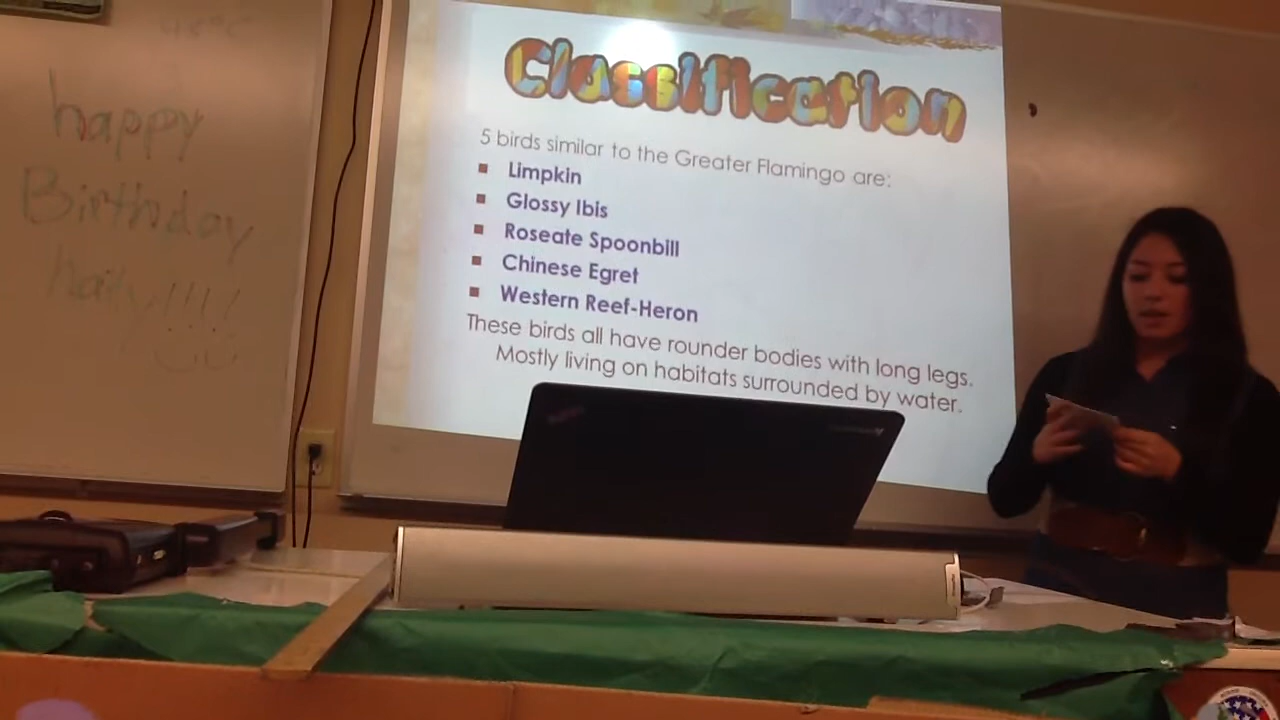 happy
Birthday
Haily!!!!
Classification
5 birds similar to the Greater Flamingo are:
Limpkin
Glossy Ibis
Roseate Spoonbill
Chinese Egret
Western Reef-Heron
These birds all have rounder bodies with long legs.
Mostly living on habitats surrounded by water.